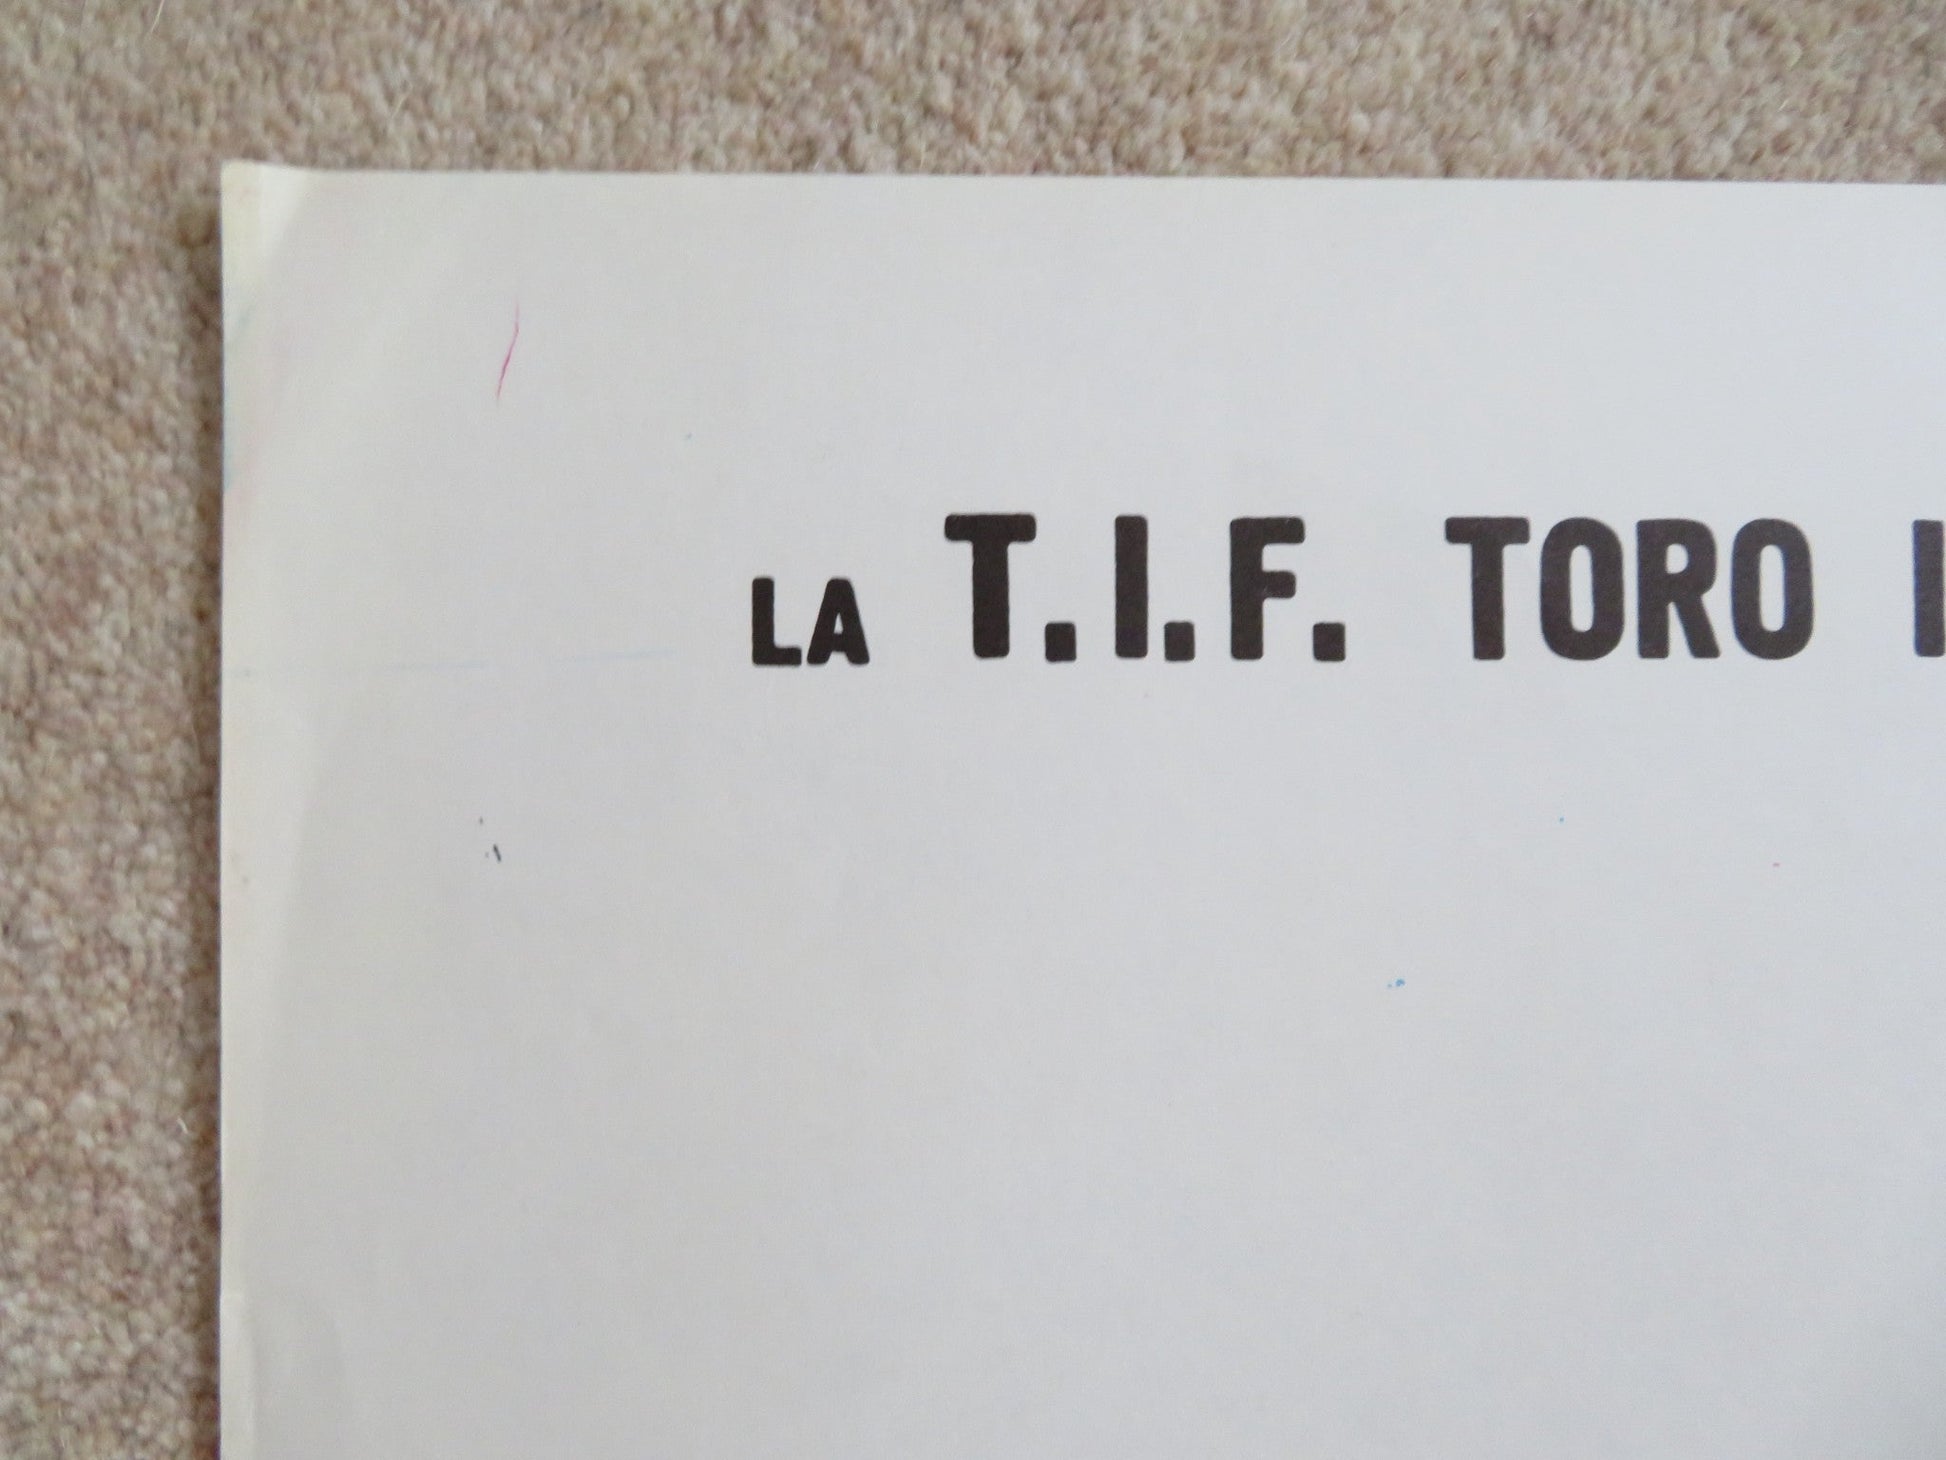 LA T.I.F. TORO